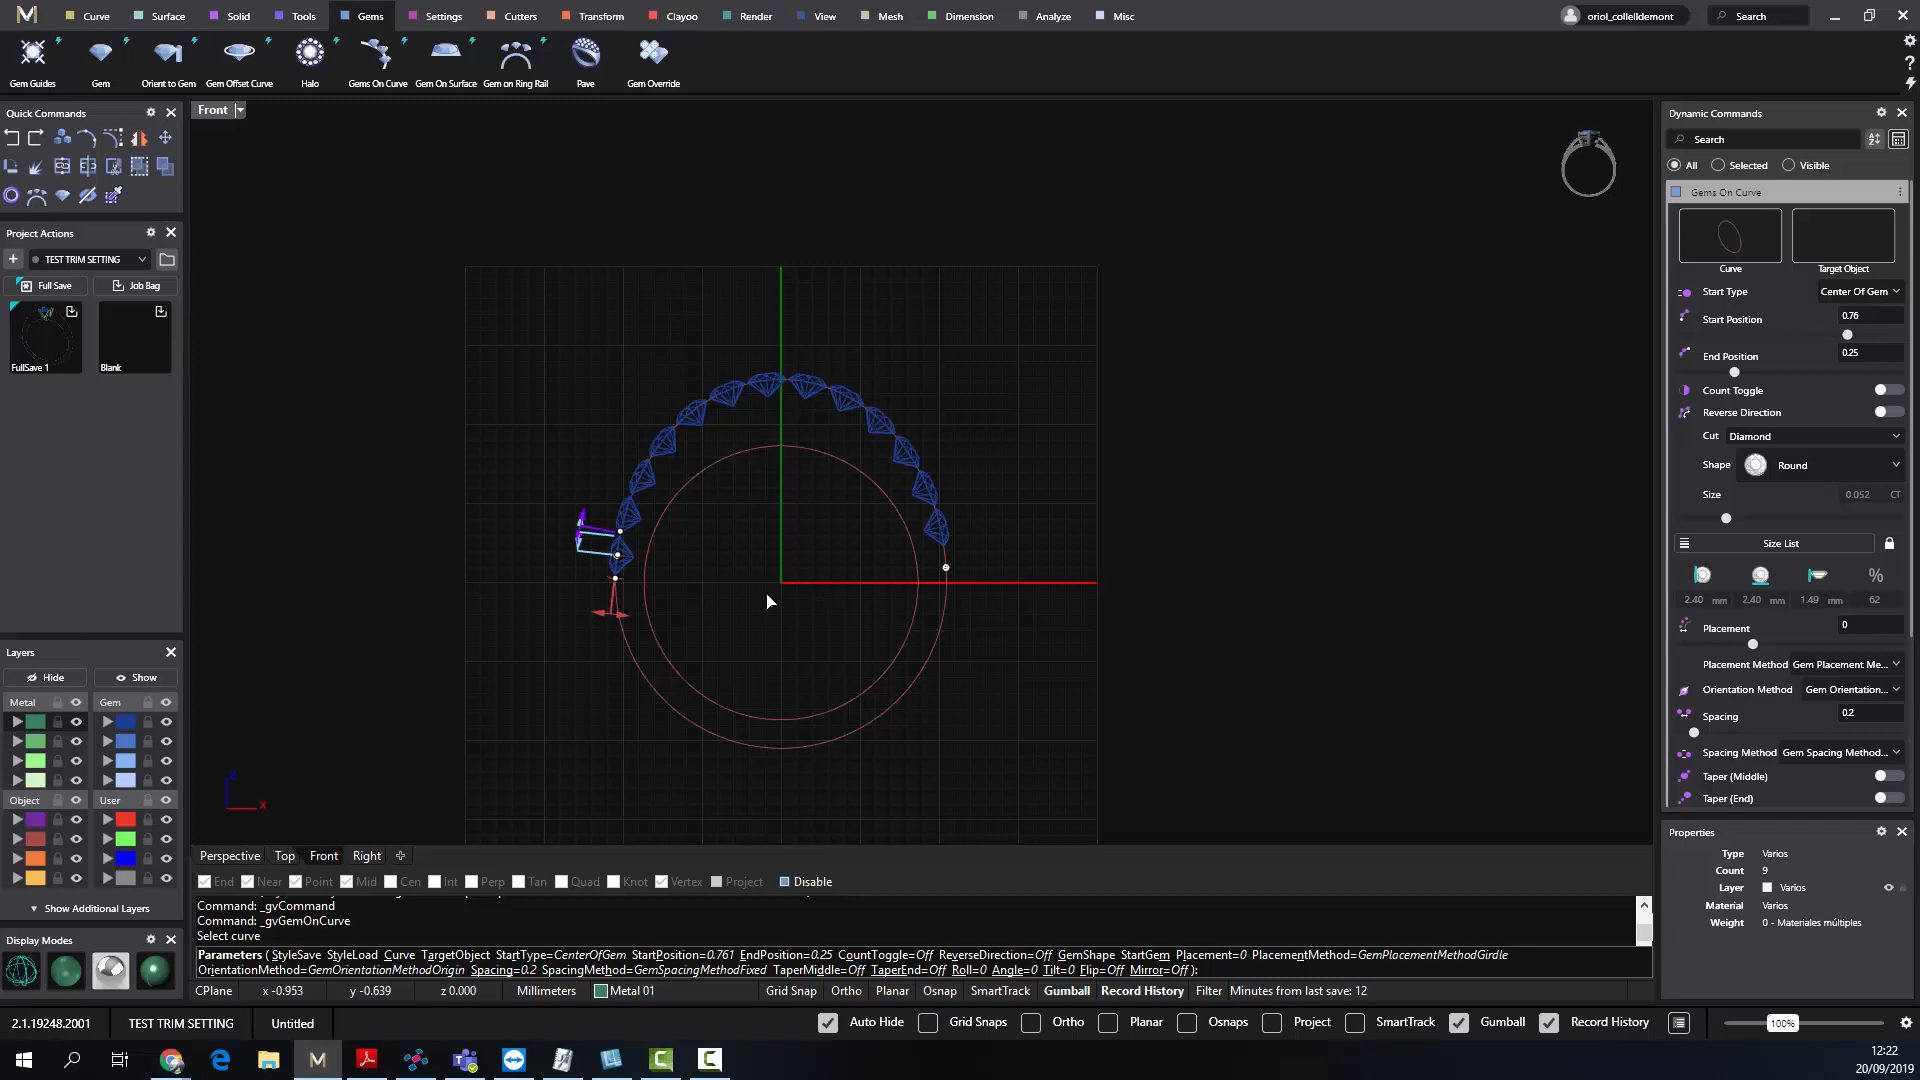 Curve
Surface
Solid
Tools
Gems
Settings
Cutters
Transform
Clayoo
Render
View
Mesh
Dimension
Analyze
Misc
oriol_collelldemont
Search
Gem Guides
Gem
Orient to Gem
Gem Offset Curve
Halo
Gems On Curve
Gem On Surface
Gem on Ring Rail
Pave
Gem Override
Quick Commands
Project Actions
TEST TRIM SETTING
Full Save
Job Bag
FullSave 1
Blank
Layers
Hide
Show
Metal
Gem
Object
User
Show Additional Layers
Display Modes
Front
Z
X
Perspective
Top
Front
Right
End
Near
Point
Mid
Cen
Int
Perp
Tan
Quad
Knot
Vertex
Project
Disable
Command: _gvCommand
Command: _gvGemOnCurve
Select curve
Parameters ( StyleSave StyleLoad Curve TargetObject StartType=CenterOfGem StartPosition=0.761 EndPosition=0.25 CountToggle=Off ReverseDirection=Off GemShape StartGem Placement=0 PlacementMethod=GemPlacementMethodGirdle
OrientationMethod=GemOrientationMethodOrigin Spacing=0.2 SpacingMethod=GemSpacingMethodFixed TaperMiddle=Off TaperEnd=Off Roll=0 Angle=0 Tilt=0 Flip=Off Mirror=Off ):
CPlane
x -0.953
y -0.639
z 0.000
Millimeters
Metal 01
Grid Snap
Ortho
Planar
Osnap
SmartTrack
Gumball
Record History
Filter
Minutes from last save: 12
Dynamic Commands
Search
All
Selected
Visible
Gems On Curve
Curve
Target Object
Start Type
Center Of Gem
Start Position
0.76
End Position
0.25
Count Toggle
Reverse Direction
Cut
Diamond
Shape
Round
Size
0.052
CT
Size List
%
2.40 mm
2.40 mm
1.49 mm
62
Placement
0
Placement Method
Gem Placement Me...
Orientation Method
Gem Orientation...
Spacing
0.2
Spacing Method
Gem Spacing Method...
Taper (Middle)
Taper (End)
Properties
Type
Varios
Count
9
Layer
Varios
Material
Varios
Weight
0 - Materiales múltiples
2.1.19248.2001
TEST TRIM SETTING
Untitled
Auto Hide
Grid Snaps
Ortho
Planar
Osnaps
Project
SmartTrack
Gumball
Record History
100%
12:22
20/09/2019